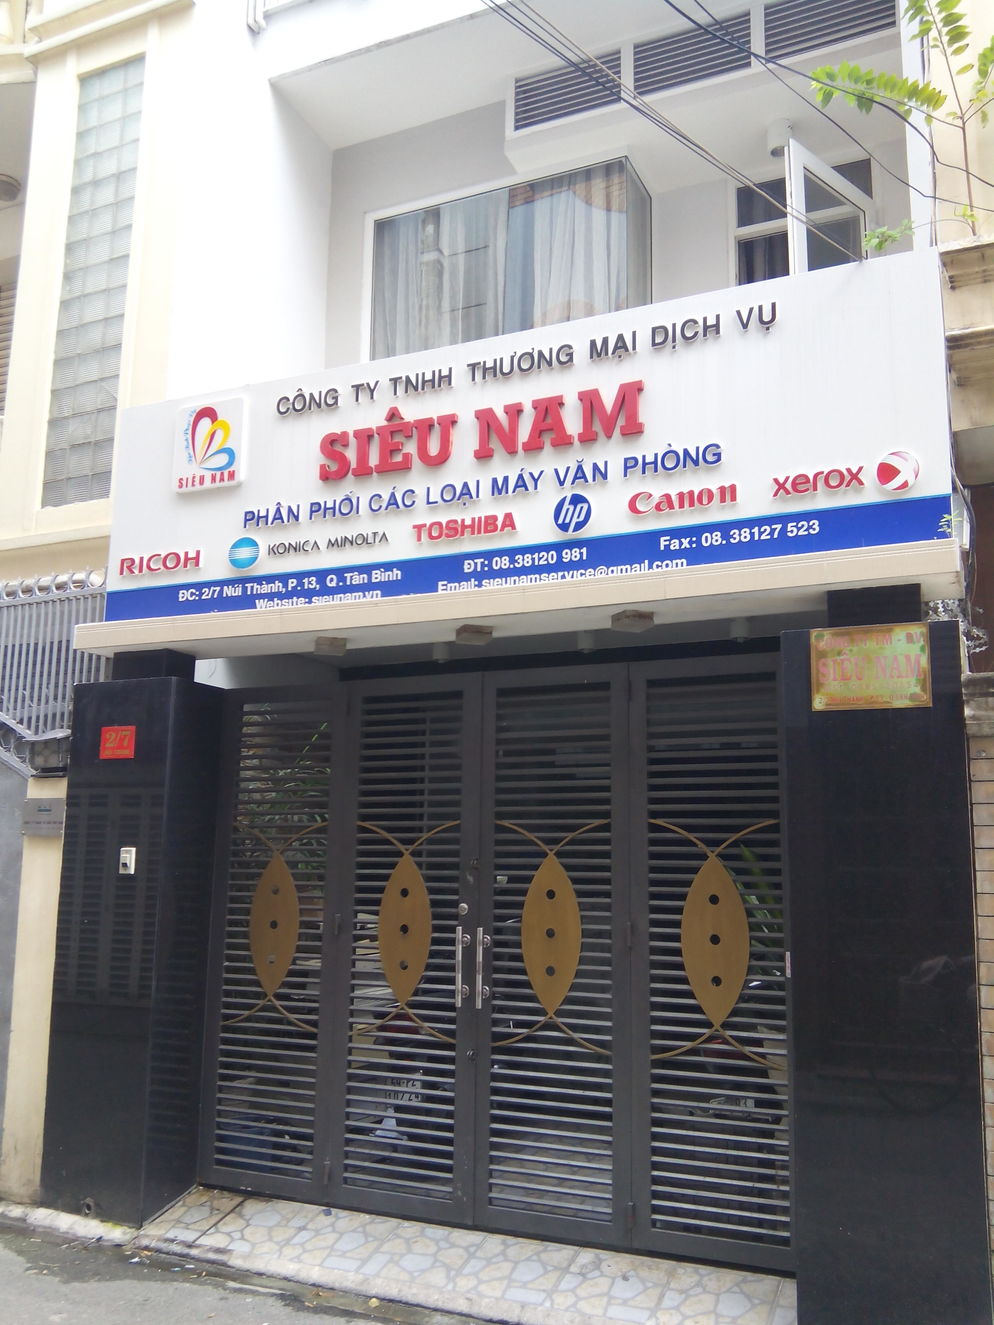 CÔNG TY TNHH THƯƠNG MẠI DỊCH VỤ
SIÊU NAM
SIÊU NAM
PHÂN PHỐI CÁC LOẠI MÁY VĂN PHÒNG
RICOH KONICA MINOLTA TOSHIBA hp Canon xerox
ĐC: 2/7 Núi Thành, P.13, Q.Tân Bình ĐT: 08.38120 981 Fax: 08. 38127 523
Website: sieunam.vn Email: sieunamservice@gmail.com
SIÊU NAM
2/7